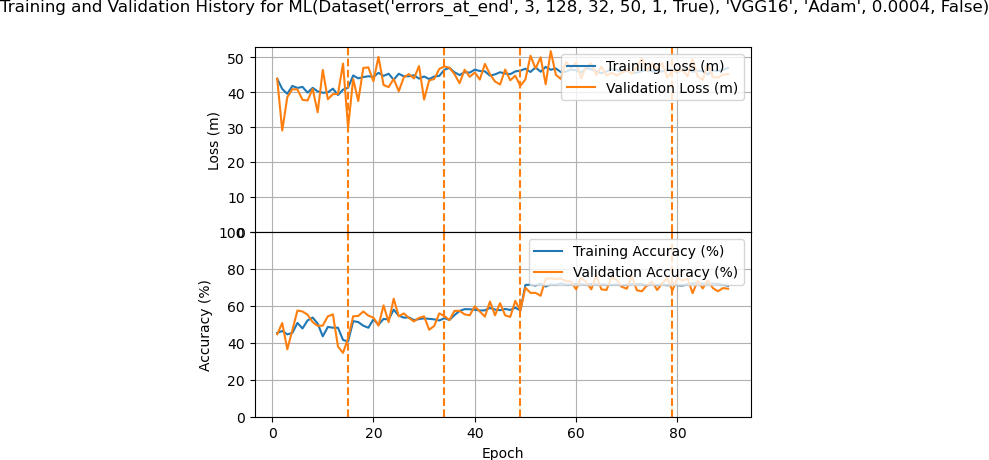 Training and Validation History for ML(Dataset('errors_at_end', 3, 128, 32, 50, 1, True), 'VGG16', 'Adam', 0.0004, False)
50
40
30
20
10
0
Loss (m)
Training Loss (m)
Validation Loss (m)
100
80
60
40
20
0
Accuracy (%)
Training Accuracy (%)
Validation Accuracy (%)
0 20 40 60 80
Epoch